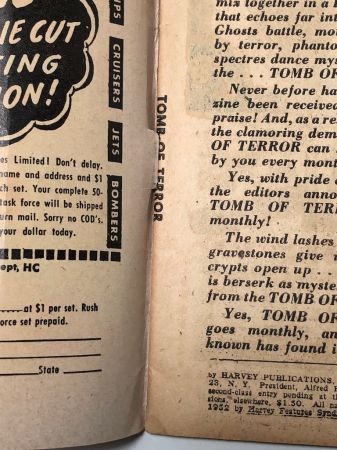 IE CUT
ING
ON!
CRUISERS
JETS
BOMBERS
es Limited! Don't delay.
name and address and $1
ch set. Your complete 50-
task force will be shipped
urn mail. Sorry no COD's.
your dollar today.
ept, HC
at $1 per set. Rush
orce set prepaid.
State
TOMB OF TERROR
mix together in a
that echoes far int
Ghosts battle, mo
by terror, phanto
spectres dance my
the . . . TOMB OF
Never before ha
zine been received
praise! And, as a re
the clamoring dem
OF TERROR can
by you every mont
Yes, with pride a
the editors anno
TOMB OF TER
monthly!
The wind lashes
gravestones give
crypts open up . .
is berserk as myste
from the TOMB OF
Yes, TOMB OF
goes monthly, an
known has found i
by HARVEY PUBLICATIONS,
23, N. Y. President, Alfred
second-class entry pending at th
sions, elsewhere, $1.50. All na
1952 by Harvey Features Synd